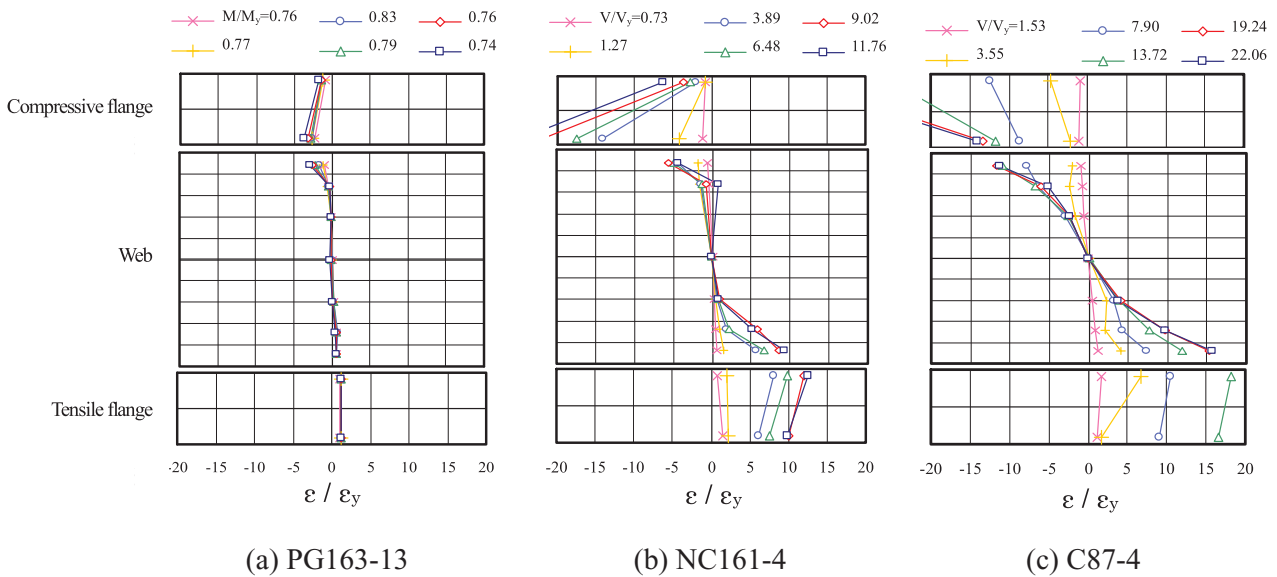 M/My=0.76 0.83 0.76
0.77 0.79 0.74
V/Vy=0.73 3.89 9.02
1.27 6.48 11.76
V/Vy=1.53 7.90 19.24
3.55 13.72 22.06
Compressive flange
Web
Tensile flange
-20 -15 -10 -5 0 5 10 15 20
-20 -15 -10 -5 0 5 10 15 20
-20 -15 -10 -5 0 5 10 15 20
ε / εy
ε / εy
ε / εy
(a) PG163-13
(b) NC161-4
(c) C87-4